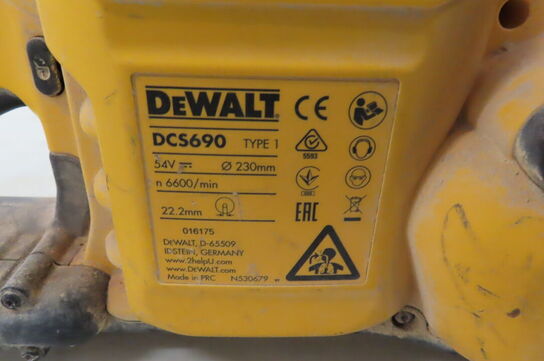 DEWALT
DCS690 TYPE 1
54V Ø 230mm
n 6600/min
22.2mm
016175
DEWALT, D-65509
IDSTEIN, GERMANY
www.2helpU.com
www.DEWALT.com
Made in PRC N530679
CE
5593
EAC